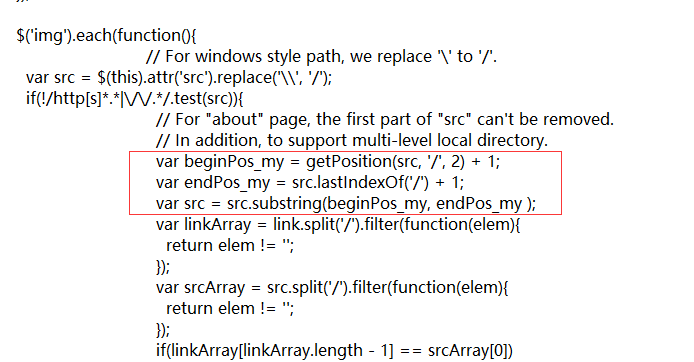 $('img').each(function(){
// For windows style path, we replace '\' to '/'.
var src = $(this).attr('src').replace('\\', '/');
if(!/http[s]*.*|\/\/.*/.test(src)){
// For "about" page, the first part of "src" can't be removed.
// In addition, to support multi-level local directory.
var beginPos_my = getPosition(src, '/', 2) + 1;
var endPos_my = src.lastIndexOf('/') + 1;
var src = src.substring(beginPos_my, endPos_my );
var linkArray = link.split('/').filter(function(elem){
return elem != '';
});
var srcArray = src.split('/').filter(function(elem){
return elem != '';
});
if(linkArray[linkArray.length - 1] == srcArray[0])